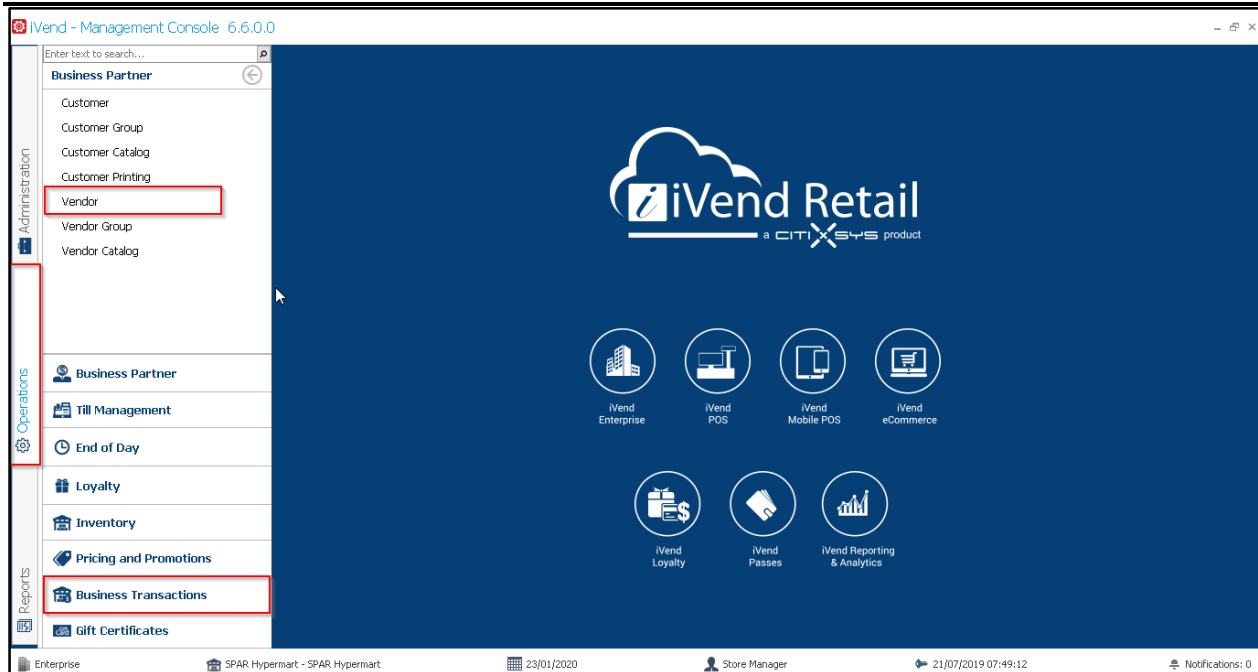 iVend - Management Console 6.6.0.0
Enter text to search...
Business Partner
Customer
Customer Group
Customer Catalog
Customer Printing
Vendor
Vendor Group
Vendor Catalog
Administration
Operations
Reports
Business Partner
Till Management
End of Day
Loyalty
Inventory
Pricing and Promotions
Business Transactions
Gift Certificates
i iVend Retail
a CITIXSYS product
iVend
Enterprise
iVend
POS
iVend
Mobile POS
iVend
eCommerce
iVend
Loyalty
iVend
Passes
iVend Reporting
& Analytics
Enterprise
SPAR Hypermart - SPAR Hypermart
23/01/2020
Store Manager
21/07/2019 07:49:12
Notifications: 0